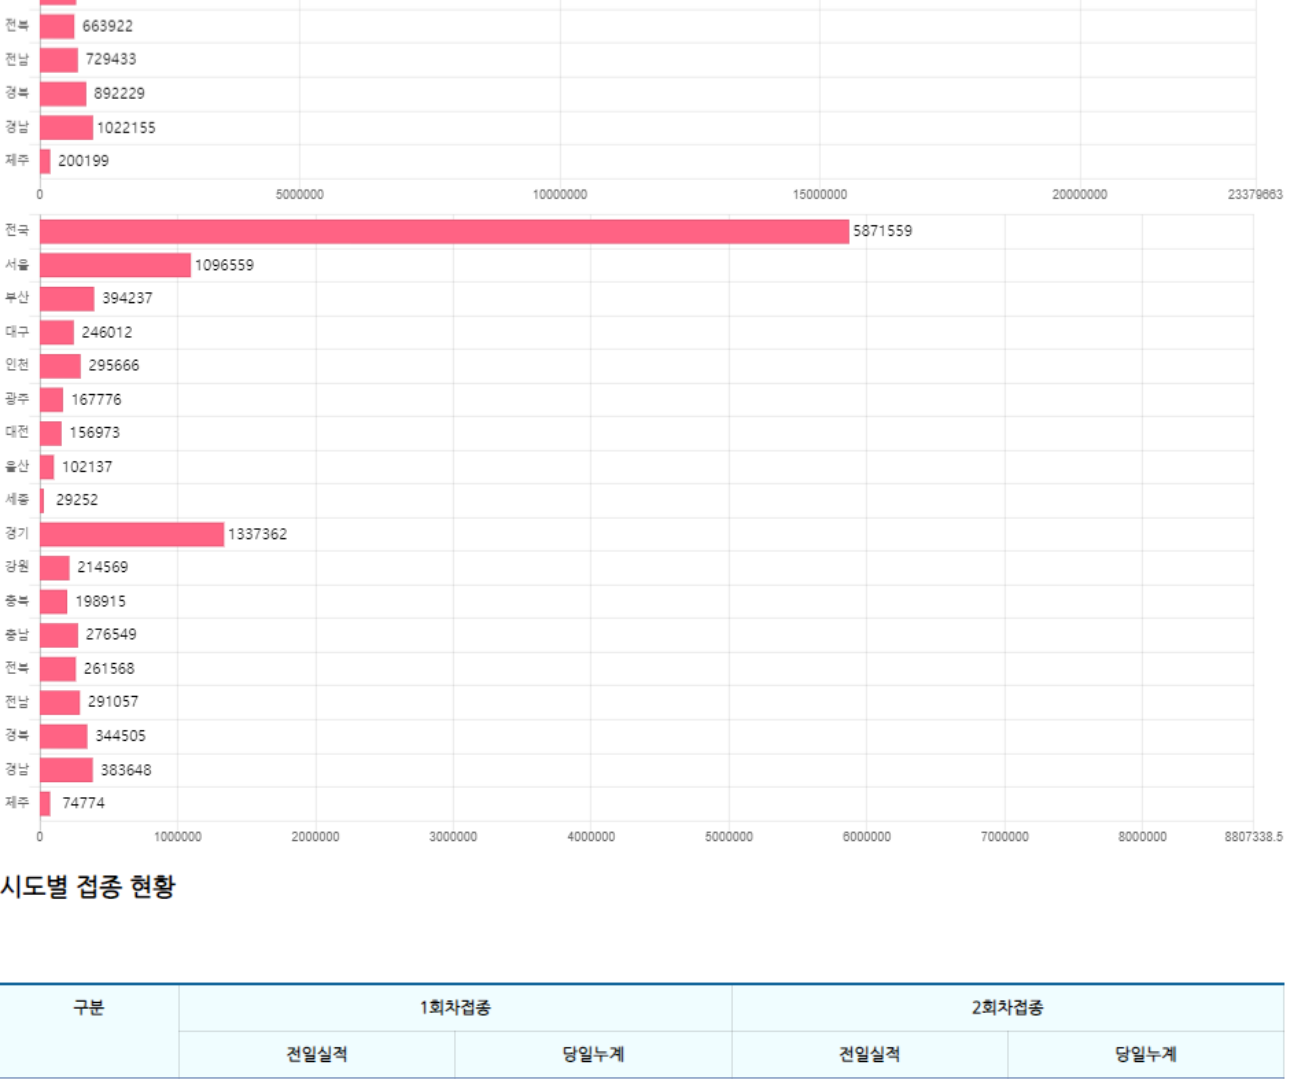 전북 663922
전남 729433
경북 892229
경남 1022155
제주 200199
0 5000000 10000000 15000000 20000000 23379663
전국 5871559
서울 1096559
부산 394237
대구 246012
인천 295666
광주 167776
대전 156973
울산 102137
세종 29252
경기 1337362
강원 214569
충북 198915
충남 276549
전북 261568
전남 291057
경북 344505
경남 383648
제주 74774
0 1000000 2000000 3000000 4000000 5000000 6000000 7000000 8000000 8807338.5
시도별 접종 현황
구분 1회차접종 2회차접종
전일실적 당일누계 전일실적 당일누계